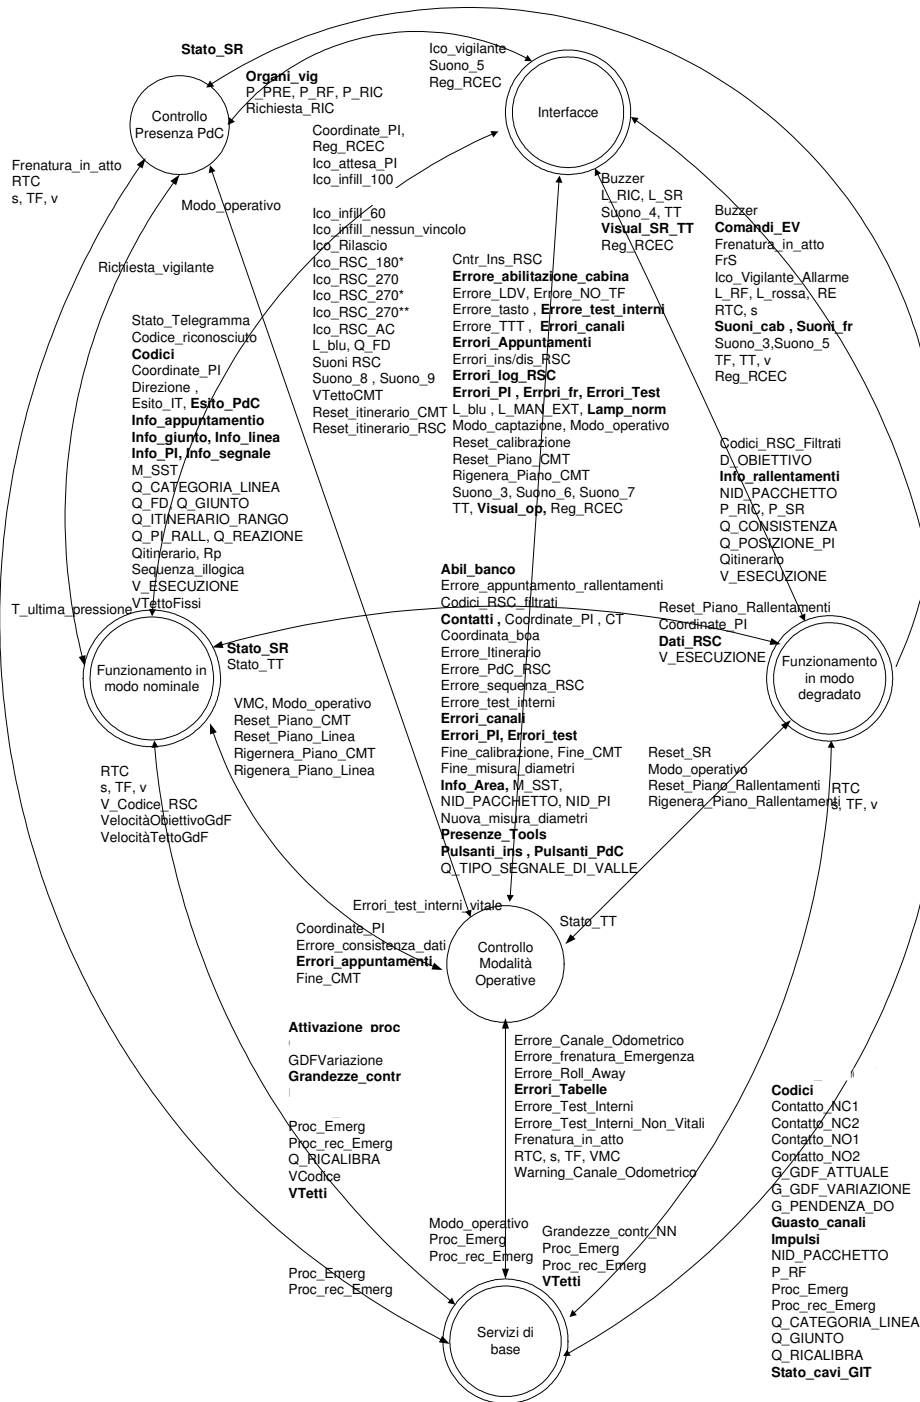 Stato_SR
Organi_vig
P_PRE, P_RF, P_RIC
Richiesta_RIC
Ico_vigilante
Suono_5
Reg_RCEC
Controllo
Presenza PdC
Interfacce
Frenatura_in_atto
RTC
s, TF, v
Modo_operativo
Richiesta_vigilante
Coordinate_PI,
Reg_RCEC
Ico_attesa_PI
Ico_infill_100
Ico_infill_60
Ico_infill_nessun_vincolo
Ico_Rilascio
Ico_RSC_180*
Ico_RSC_270
Ico_RSC_270*
Ico_RSC_270**
Ico_RSC_AC
L_blu, Q_FD
Suoni RSC
Suono_8 , Suono_9
VTettoCMT
Reset_itinerario_CMT
Reset_itinerario_RSC
Buzzer
L_RIC, L_SR
Suono_4, TT
Visual_SR_TT
Reg_RCEC
Buzzer
Comandi_EV
Frenatura_in_atto
FrS
Ico_Vigilante_Allarme
L_RF, L_rossa, RE
RTC, s
Suoni_cab , Suoni_fr
Suono_3,Suono_5
TF, TT, v
Reg_RCEC
Cntr_Ins_RSC
Errore_abilitazione_cabina
Errore_LDV, Errore_NO_TF
Errore_tasto , Errore_test_interni
Errore_TTT , Errori_canali
Errori_Appuntamenti
Errori_ins/dis_RSC
Errori_log_RSC
Errori_PI , Errori_fr, Errori_Test
L_blu , L_MAN_EXT, Lamp_norm
Modo_captazione, Modo_operativo
Reset_calibrazione
Reset_Piano_CMT
Rigenera_Piano_CMT
Suono_3, Suono_6, Suono_7
TT, Visual_op, Reg_RCEC
Stato_Telegramma
Codice_riconosciuto
Codici
Coordinate_PI
Direzione ,
Esito_IT, Esito_PdC
Info_appuntamentio
Info_giunto, Info_linea
Info_PI, Info_segnale
M_SST
Q_CATEGORIA_LINEA
Q_FD, Q_GIUNTO
Q_ITINERARIO_RANGO
Q_PI_RALL, Q_REAZIONE
Qitinerario, Rp
Sequenza_illogica
V_ESECUZIONE
VTettoFissi
Codici_RSC_Filtrati
D_OBIETTIVO
Info_rallentamenti
NID_PACCHETTO
P_RIC, P_SR
Q_CONSISTENZA
Q_POSIZIONE_PI
Qitinerario
V_ESECUZIONE
T_ultima_pressione
Abil_banco
Errore_appuntamento_rallentamenti
Codici_RSC_filtrati
Contatti , Coordinate_PI , CT
Coordinata_boa
Errore_Itinerario
Errore_PdC_RSC
Errore_sequenza_RSC
Errore_test_interni
Errori_canali
Errori_PI, Errori_test
Fine_calibrazione, Fine_CMT
Fine_misura_diametri
Info_Area, M_SST,
NID_PACCHETTO, NID_PI
Nuova_misura_diametri
Presenze_Tools
Pulsanti_ins , Pulsanti_PdC
Q_TIPO_SEGNALE_DI_VALLE
Reset_Piano_Rallentamenti
Coordinate_PI
Dati_RSC
V_ESECUZIONE
Stato_SR
Stato_TT
Funzionamento in
modo nominale
Funzionamento
in modo
degradato
VMC, Modo_operativo
Reset_Piano_CMT
Reset_Piano_Linea
Rigernera_Piano_CMT
Rigenera_Piano_Linea
RTC
s, TF, v
V_Codice_RSC
VelocitàObiettivoGdF
VelocitàTettoGdF
Reset_SR
Modo_operativo
Reset_Piano_Rallentamenti
Rigenera_Piano_Rallentamenti
RTC
s, TF, v
Errori_test_interni_vitale
Stato_TT
Coordinate_PI
Errore_consistenza_dati
Errori_appuntamenti
Fine_CMT
Controllo
Modalità
Operative
Attivazione_proc
GDFVariazione
Grandezze_contr
Proc_Emerg
Proc_rec_Emerg
Q_RICALIBRA
VCodice
VTetti
Errore_Canale_Odometrico
Errore_frenatura_Emergenza
Errore_Roll_Away
Errori_Tabelle
Errore_Test_Interni
Errore_Test_Interni_Non_Vitali
Frenatura_in_atto
RTC, s, TF, VMC
Warning_Canale_Odometrico
Codici
Contatto_NC1
Contatto_NC2
Contatto_NO1
Contatto_NO2
G_GDF_ATTUALE
G_GDF_VARIAZIONE
G_PENDENZA_DO
Guasto_canali
Impulsi
NID_PACCHETTO
P_RF
Proc_Emerg
Proc_rec_Emerg
Q_CATEGORIA_LINEA
Q_GIUNTO
Q_RICALIBRA
Stato_cavi_GIT
Modo_operativo
Proc_Emerg
Proc_rec_Emerg
Grandezze_contr_NN
Proc_Emerg
Proc_rec_Emerg
VTetti
Proc_Emerg
Proc_rec_Emerg
Servizi di
base